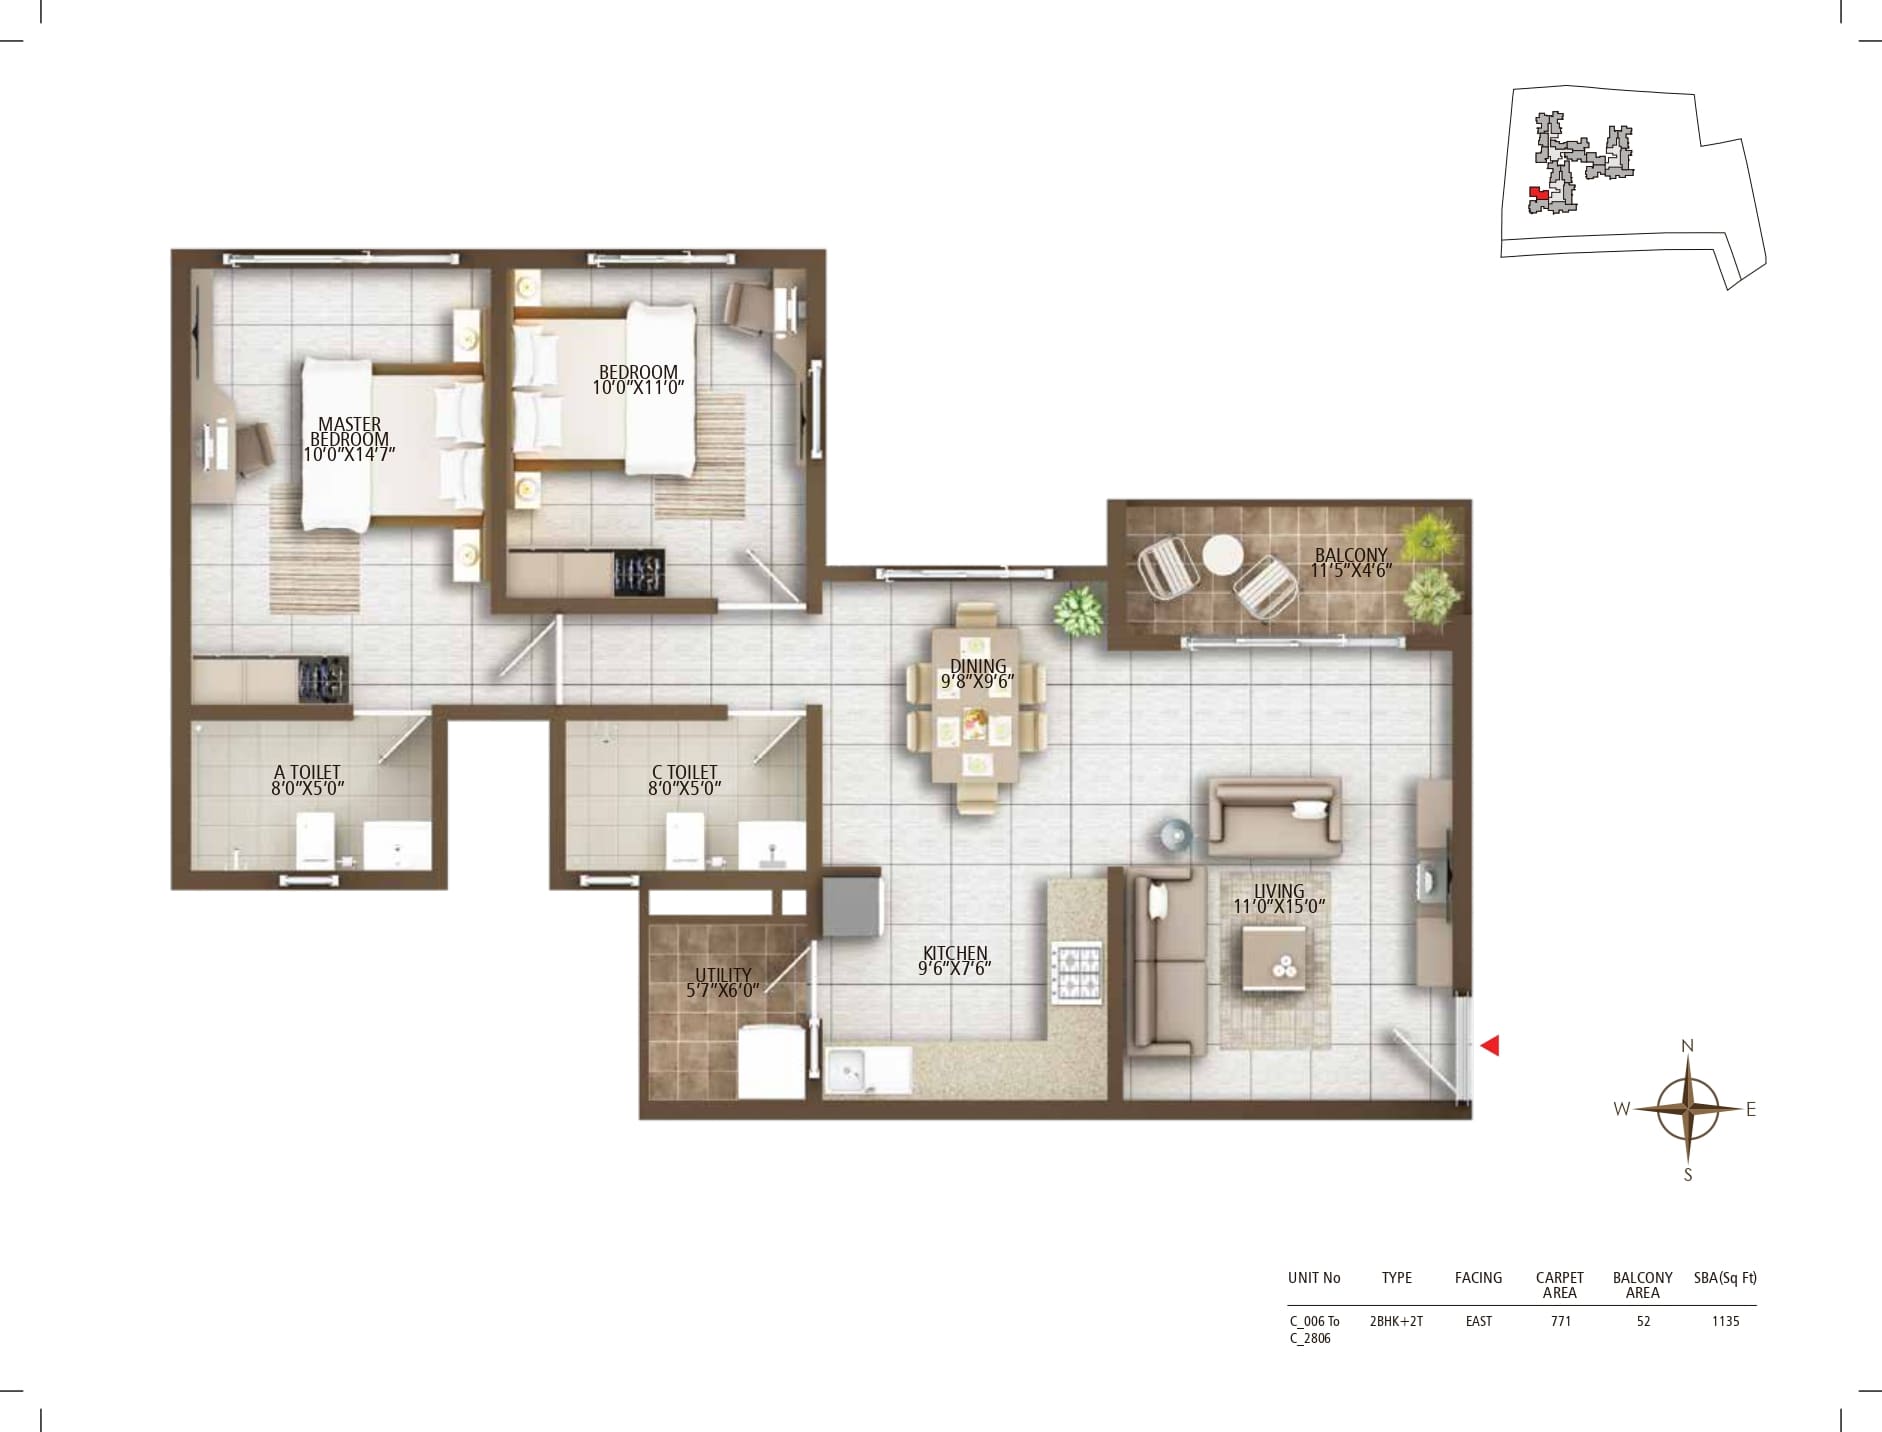 BEDROOM
10'0"X11'0"
MASTER
BEDROOM
10'0"X14'7"
BALCONY
11'5"X4'6"
DINING
9'8"X9'6"
A TOILET
8'0"X5'0"
C TOILET
8'0"X5'0"
LIVING
11'0"X15'0"
KITCHEN
9'6"X7'6"
UTILITY
5'7"X6'0"
N
W E
S
UNIT No TYPE FACING CARPET AREA BALCONY AREA SBA(Sq Ft)
C_006 To C_2806 2BHK+2T EAST 771 52 1135